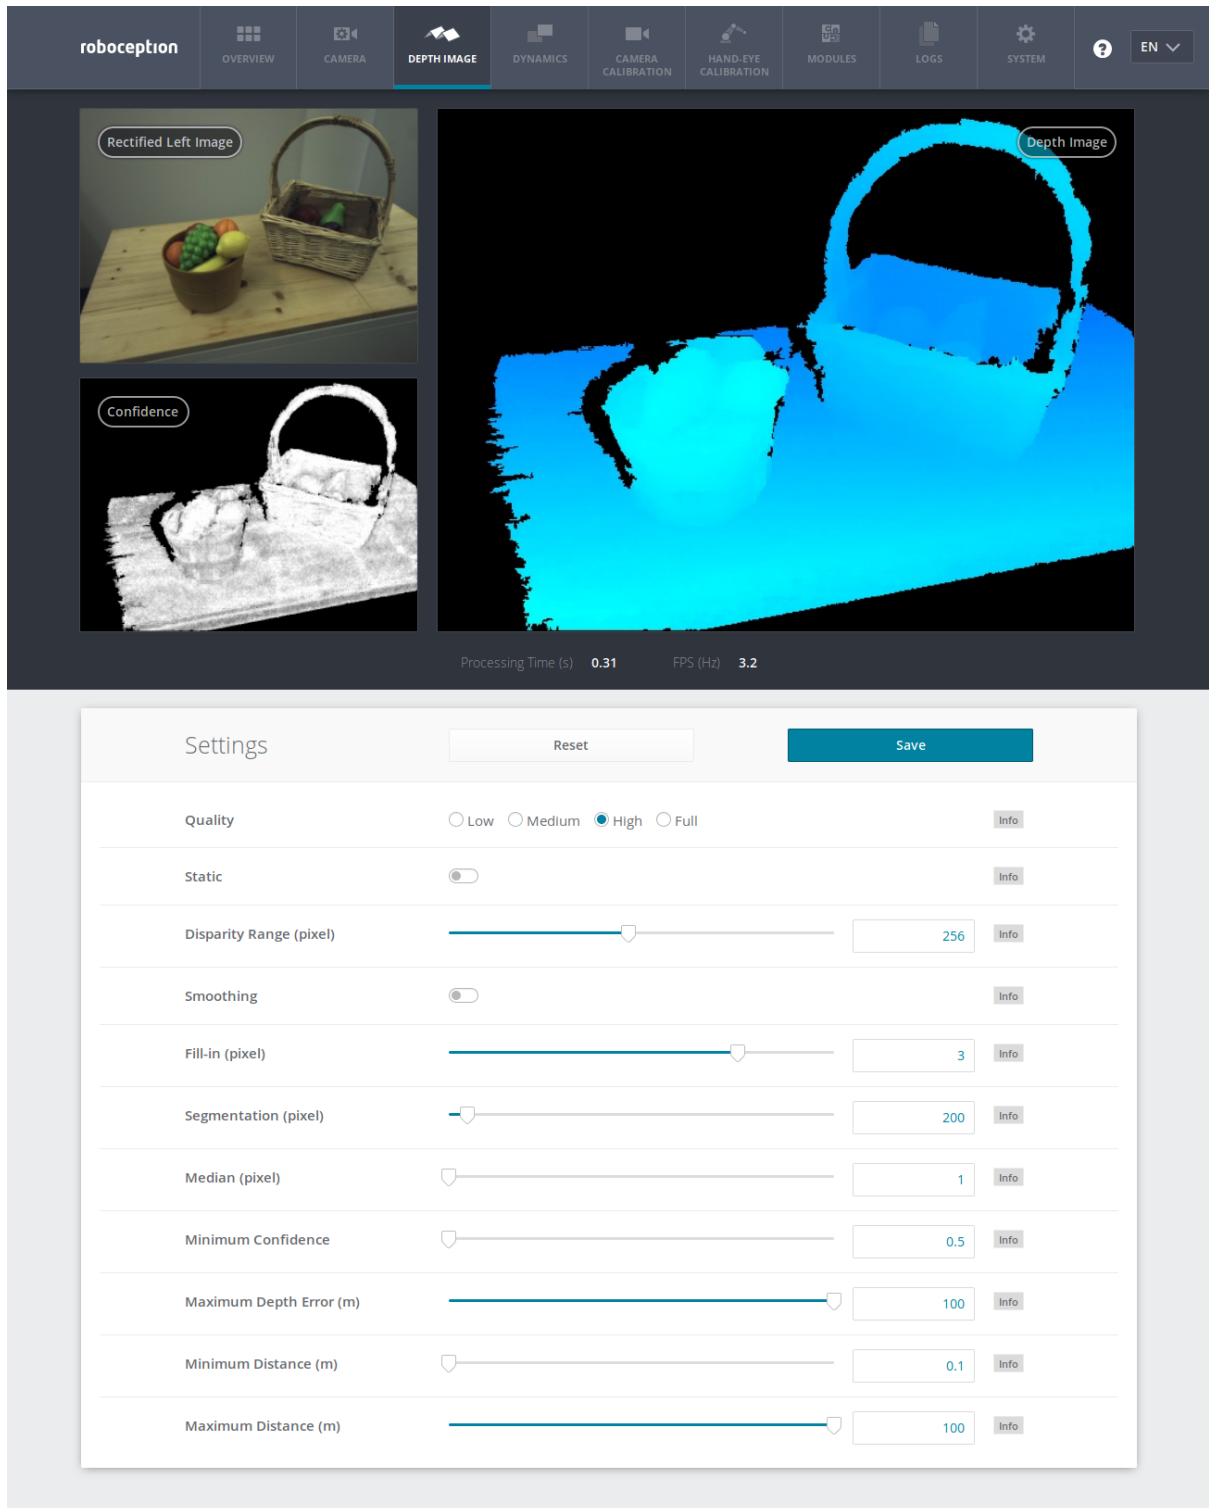 roboception
OVERVIEW
CAMERA
DEPTH IMAGE
DYNAMICS
CAMERA
CALIBRATION
HAND-EYE
CALIBRATION
MODULES
LOGS
SYSTEM
?
EN
Rectified Left Image
Depth Image
Confidence
Processing Time (s) 0.31 FPS (Hz) 3.2
Settings Reset Save
Quality Low Medium High Full Info
Static Info
Disparity Range (pixel) 256 Info
Smoothing Info
Fill-in (pixel) 3 Info
Segmentation (pixel) 200 Info
Median (pixel) 1 Info
Minimum Confidence 0.5 Info
Maximum Depth Error (m) 100 Info
Minimum Distance (m) 0.1 Info
Maximum Distance (m) 100 Info